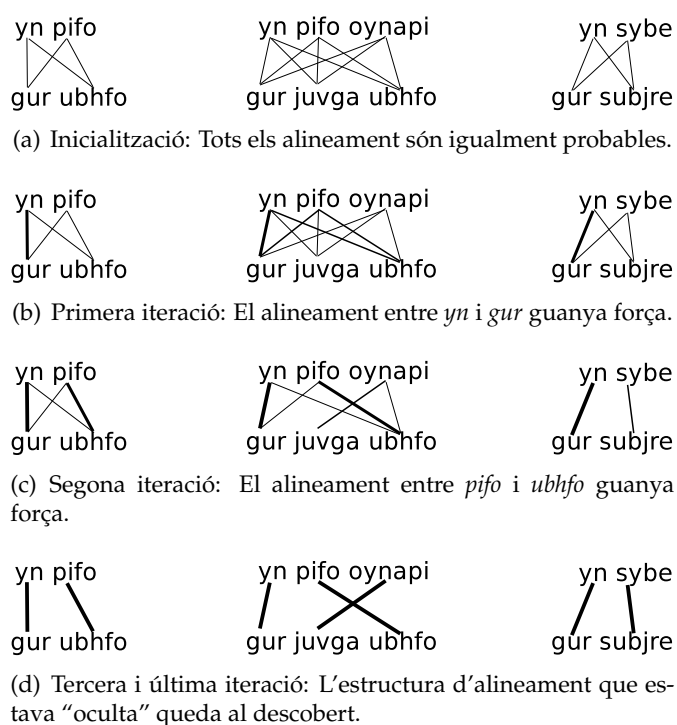 yn pifo yn pifo oynapi yn sybe
gur ubhfo gur juvga ubhfo gur subjre
(a) Inicialització: Tots els alineament són igualment probables.
yn pifo yn pifo oynapi yn sybe
gur ubhfo gur juvga ubhfo gur subjre
(b) Primera iteració: El alineament entre yn i gur guanya força.
yn pifo yn pifo oynapi yn sybe
gur ubhfo gur juvga ubhfo gur subjre
(c) Segona iteració: El alineament entre pifo i ubhfo guanya
força.
yn pifo yn pifo oynapi yn sybe
gur ubhfo gur juvga ubhfo gur subjre
(d) Tercera i última iteració: L'estructura d'alineament que es-
tava “oculta” queda al descobert.